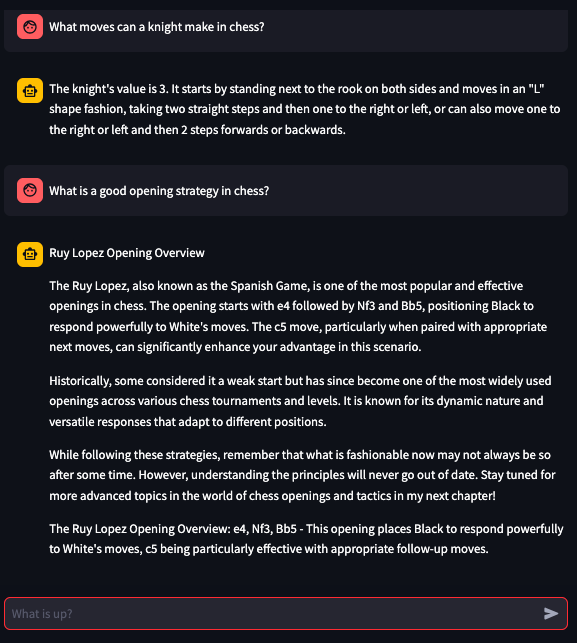 What moves can a knight make in chess?
The knight's value is 3. It starts by standing next to the rook on both sides and moves in an "L"
shape fashion, taking two straight steps and then one to the right or left, or can also move one to
the right or left and then 2 steps forwards or backwards.
What is a good opening strategy in chess?
Ruy Lopez Opening Overview
The Ruy Lopez, also known as the Spanish Game, is one of the most popular and effective
openings in chess. The opening starts with e4 followed by Nf3 and Bb5, positioning Black to
respond powerfully to White's moves. The c5 move, particularly when paired with appropriate
next moves, can significantly enhance your advantage in this scenario.
Historically, some considered it a weak start but has since become one of the most widely used
openings across various chess tournaments and levels. It is known for its dynamic nature and
versatile responses that adapt to different positions.
While following these strategies, remember that what is fashionable now may not always be so
after some time. However, understanding the principles will never go out of date. Stay tuned for
more advanced topics in the world of chess openings and tactics in my next chapter!
The Ruy Lopez Opening Overview: e4, Nf3, Bb5 - This opening places Black to respond powerfully
to White's moves, c5 being particularly effective with appropriate follow-up moves.
What is up?